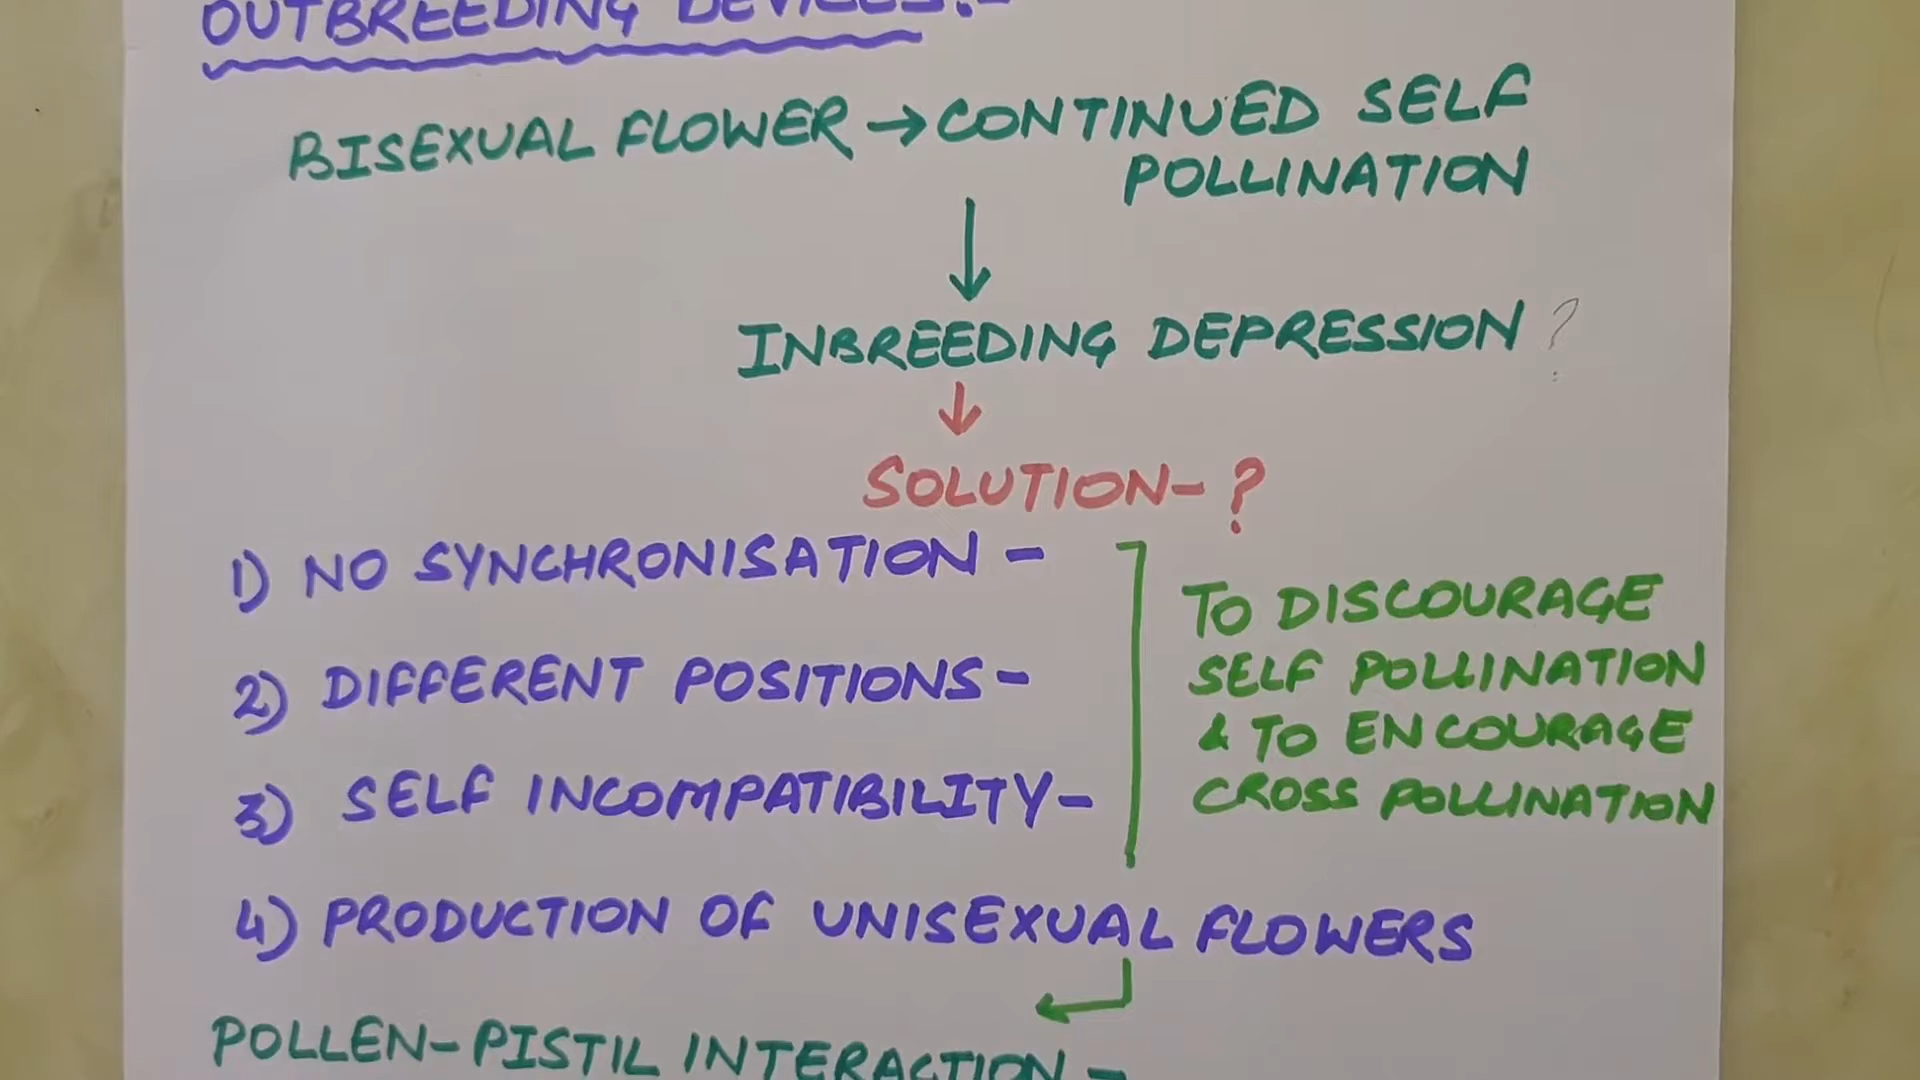 OUTBREEDING DEVICES:-
BISEXUAL FLOWER → CONTINUED SELF
POLLINATION
↓
INBREEDING DEPRESSION ?
↓
SOLUTION- ?
1) NO SYNCHRONISATION -
2) DIFFERENT POSITIONS-
3) SELF INCOMPATIBILITY-
4) PRODUCTION OF UNISEXUAL FLOWERS
TO DISCOURAGE
SELF POLLINATION
& TO ENCOURAGE
CROSS POLLINATION
POLLEN-PISTIL INTERACTION -